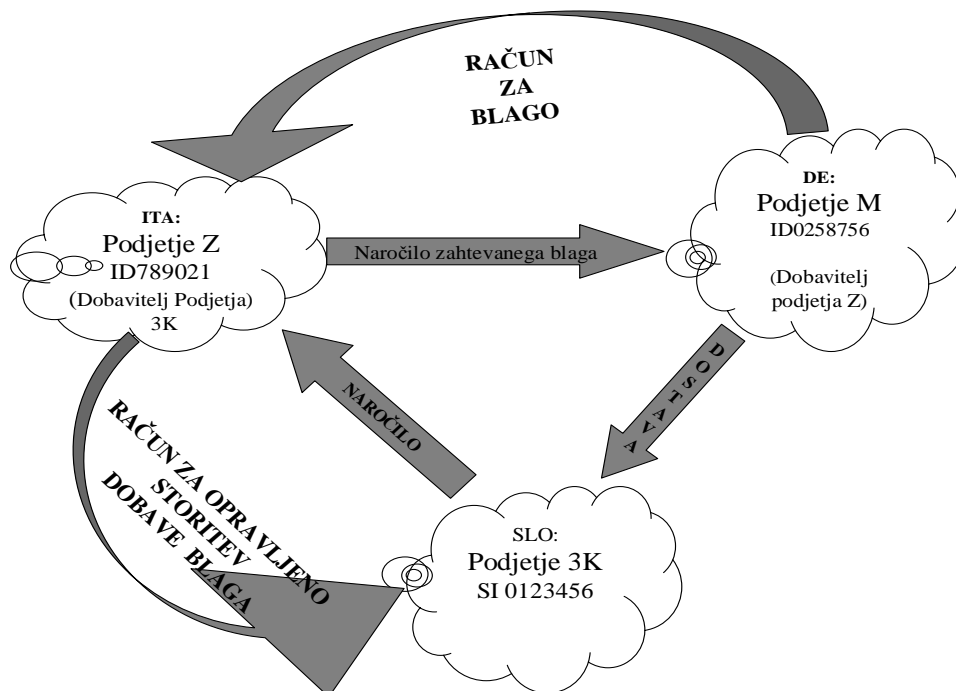 RAČUN
ZA
BLAGO
ITA:
Podjetje Z
ID789021
(Dobavitelj Podjetja)
3K
Naročilo zahtevanega blaga
DE:
Podjetje M
ID0258756
(Dobavitelj
podjetja Z)
DOSTAVA
NAROČILO
RAČUN ZA OPRAVLJENO
STORITEV
DOBAVE BLAGA
SLO:
Podjetje 3K
SI 0123456